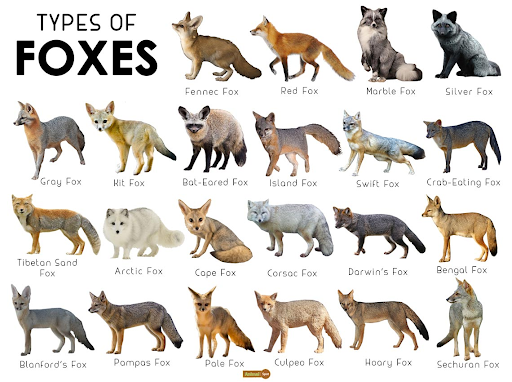 TYPES OF
FOXES
Fennec Fox
Red Fox
Marble Fox
Silver Fox
Gray Fox
Kit Fox
Bat-Eared Fox
Island Fox
Swift Fox
Crab-Eating Fox
Tibetan Sand
Fox
Arctic Fox
Cape Fox
Corsac Fox
Darwin's Fox
Bengal Fox
Blanford's Fox
Pampas Fox
Pale Fox
Culpeo Fox
Hoary Fox
Sechuran Fox